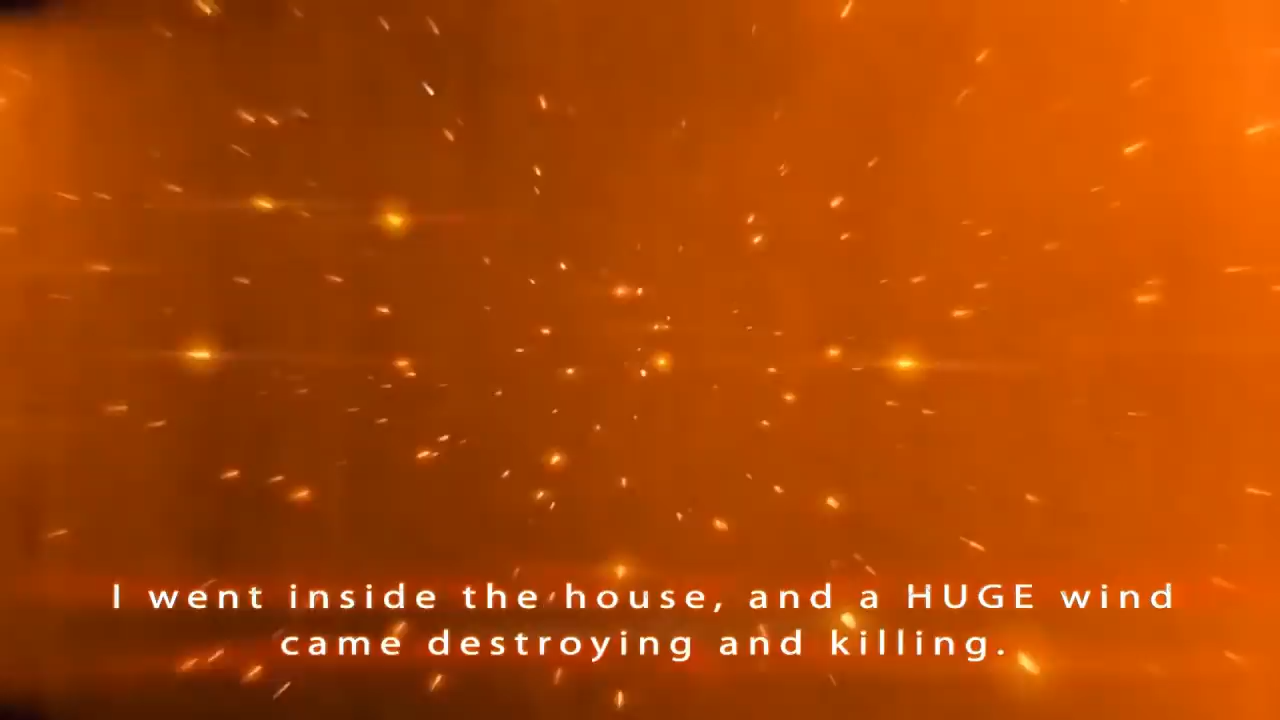 I went inside the house, and a HUGE wind
came destroying and killing.